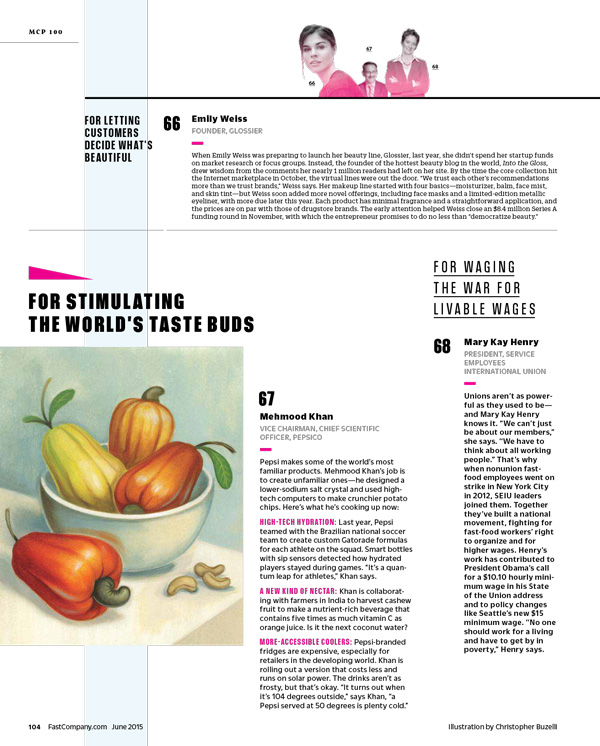 MCP 100
67
68
66
FOR LETTING
CUSTOMERS
DECIDE WHAT'S
BEAUTIFUL
66
Emily Weiss
FOUNDER, GLOSSIER
When Emily Weiss was preparing to launch her beauty line, Glossier, last year, she didn't spend her startup funds
on market research or focus groups. Instead, the founder of the hottest beauty blog in the world, Into the Gloss,
drew wisdom from the comments her nearly 1 million readers had left on her site. By the time the core collection hit
the Internet marketplace in October, the virtual lines were out the door. "We trust each other's recommendations
more than we trust brands," Weiss says. Her makeup line started with four basics—moisturizer, balm, face mist,
and skin tint—but Weiss soon added more novel offerings, including face masks and a limited-edition metallic
eyeliner, with more due later this year. Each product has minimal fragrance and a straightforward application, and
the prices are on par with those of drugstore brands. The early attention helped Weiss close an $8.4 million Series A
funding round in November, with which the entrepreneur promises to do no less than "democratize beauty."
FOR STIMULATING
THE WORLD'S TASTE BUDS
67
Mehmood Khan
VICE CHAIRMAN, CHIEF SCIENTIFIC
OFFICER, PEPSICO
Pepsi makes some of the world's most
familiar products. Mehmood Khan's job is
to create unfamiliar ones—he designed a
lower-sodium salt crystal and used high-
tech computers to make crunchier potato
chips. Here's what he's cooking up now:
HIGH-TECH HYDRATION: Last year, Pepsi
teamed with the Brazilian national soccer
team to create custom Gatorade formulas
for each athlete on the squad. Smart bottles
with sip sensors detected how hydrated
players stayed during games. "It's a quan-
tum leap for athletes," Khan says.
A NEW KIND OF NECTAR: Khan is collaborat-
ing with farmers in India to harvest cashew
fruit to make a nutrient-rich beverage that
contains five times as much vitamin C as
orange juice. Is it the next coconut water?
MORE-ACCESSIBLE COOLERS: Pepsi-branded
fridges are expensive, especially for
retailers in the developing world. Khan is
rolling out a version that costs less and
runs on solar power. The drinks aren't as
frosty, but that's okay. "It turns out when
it's 104 degrees outside," says Khan, "a
Pepsi served at 50 degrees is plenty cold."
FOR WAGING
THE WAR FOR
LIVABLE WAGES
68
Mary Kay Henry
PRESIDENT, SERVICE
EMPLOYEES
INTERNATIONAL UNION
Unions aren't as power-
ful as they used to be—
and Mary Kay Henry
knows it. "We can't just
be about our members,"
she says. "We have to
think about all working
people." That's why
when nonunion fast-
food employees went on
strike in New York City
in 2012, SEIU leaders
joined them. Together
they've built a national
movement, fighting for
fast-food workers' right
to organize and for
higher wages. Henry's
work has contributed to
President Obama's call
for a $10.10 hourly mini-
mum wage in his State
of the Union address
and to policy changes
like Seattle's new $15
minimum wage. "No one
should work for a living
and have to get by in
poverty," Henry says.
104 FastCompany.com June 2015
Illustration by Christopher Buzelli